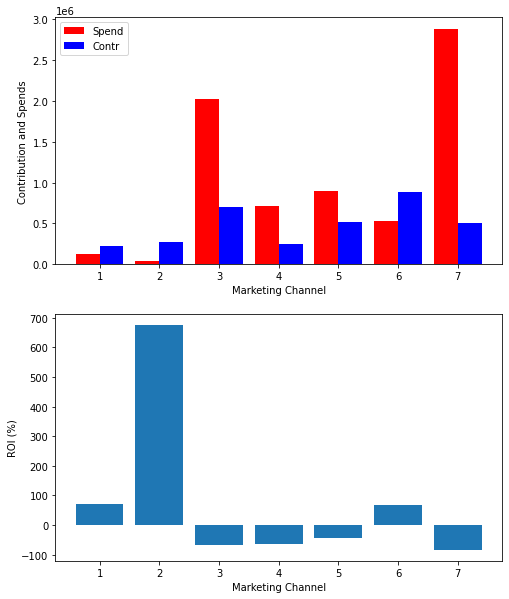 1e6
3.0
2.5
2.0
1.5
1.0
0.5
0.0
Contribution and Spends
Spend
Contr
1 2 3 4 5 6 7
Marketing Channel
700
600
500
400
300
200
100
0
−100
ROI (%)
1 2 3 4 5 6 7
Marketing Channel